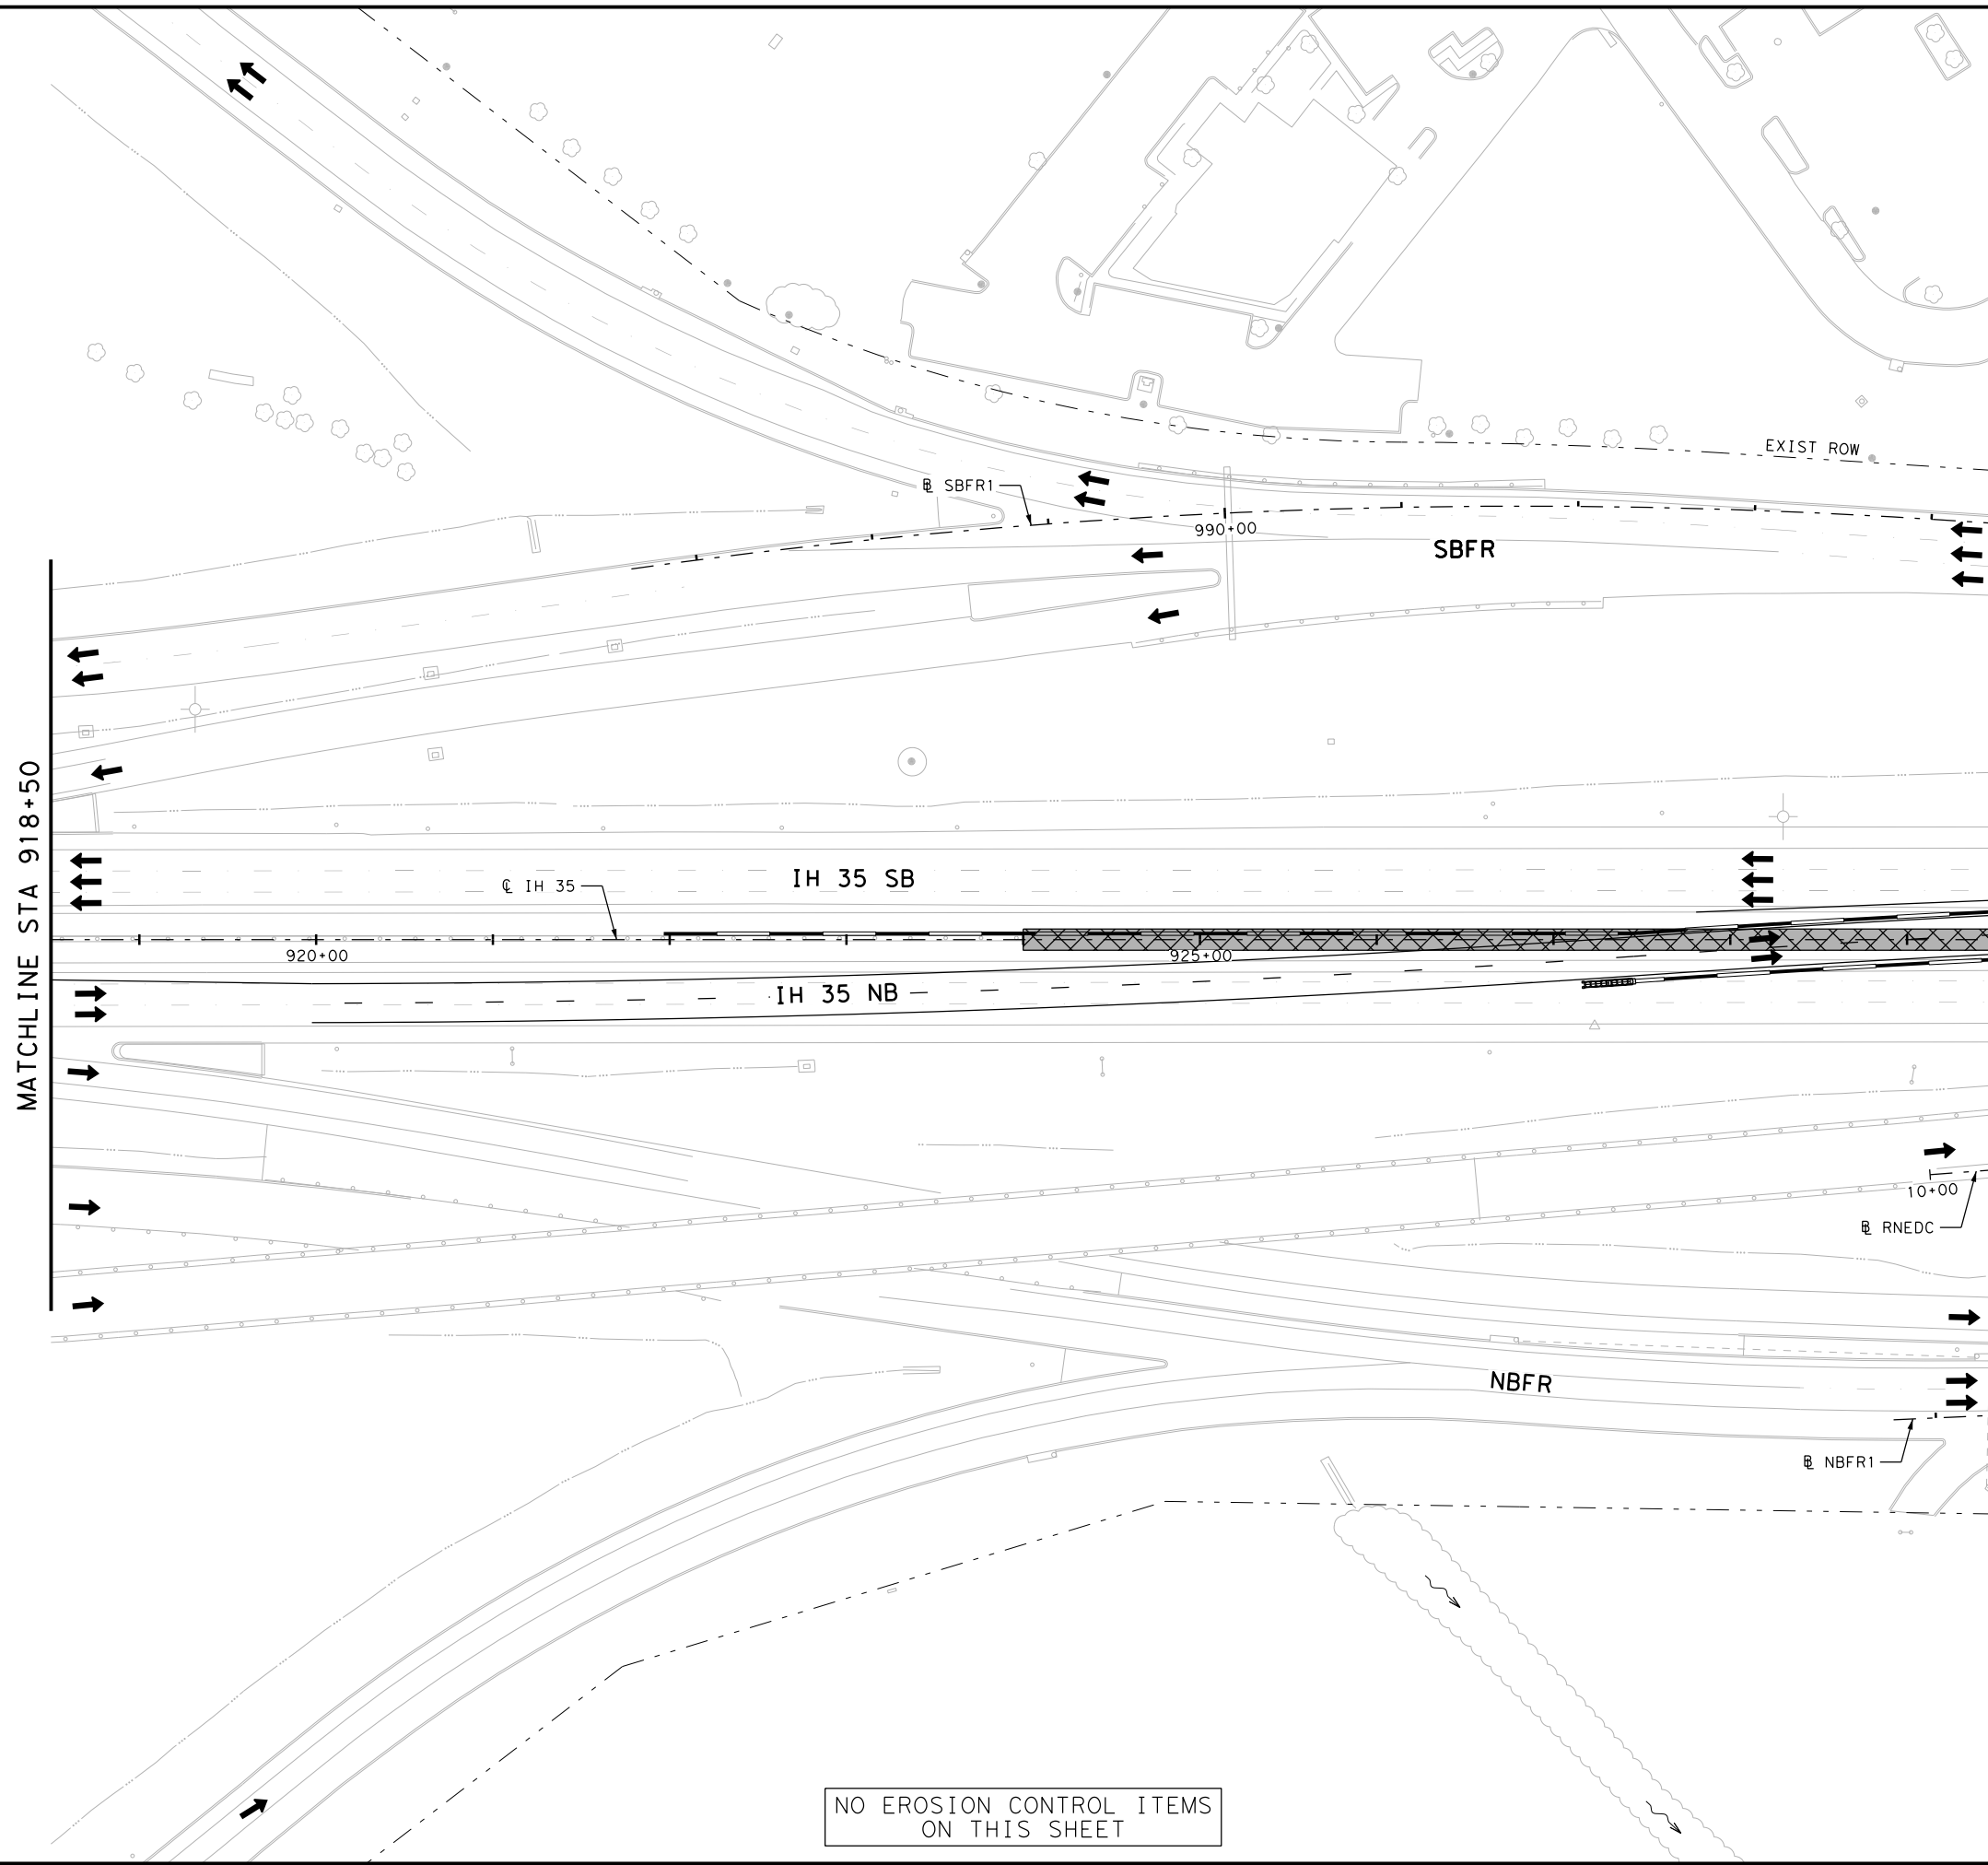 EXIST ROW
℄ SBFR1
990+00
SBFR
MATCHLINE STA 918+50
IH 35 SB
℄ IH 35
920+00
925+00
IH 35 NB
10+00
℄ RNEDC
NBFR
℄ NBFR1
NO EROSION CONTROL ITEMS
ON THIS SHEET